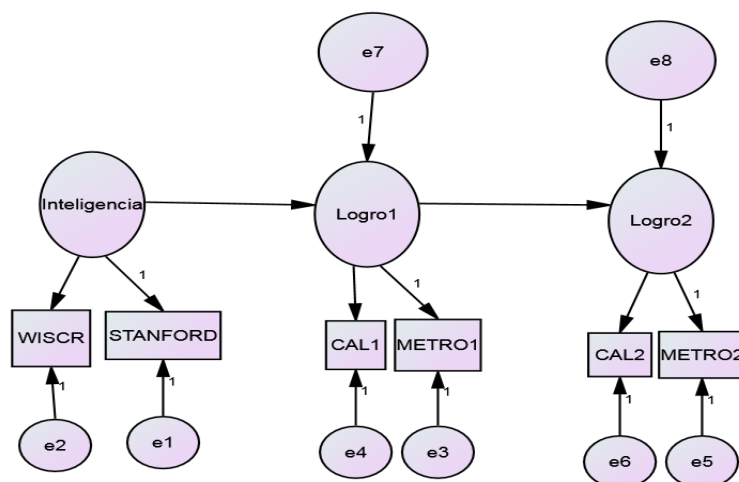 e7
e8
1
1
Inteligencia
Logro1
Logro2
1
1
1
WISCR
STANFORD
CAL1
METRO1
CAL2
METRO2
1
1
1
1
1
1
e2
e1
e4
e3
e6
e5